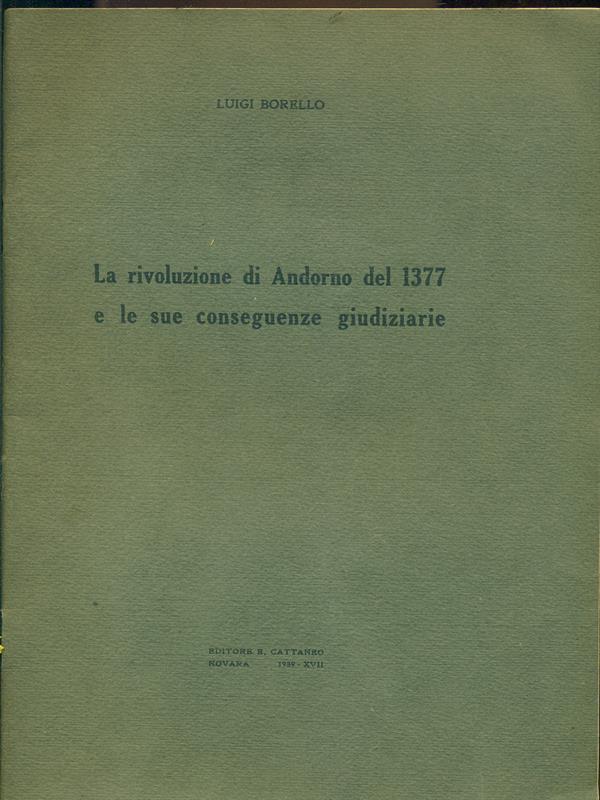 LUIGI BORELLO
La rivoluzione di Andorno del 1377
e le sue conseguenze giudiziarie
EDITORE E. CATTANEO
NOVARA 1939 - XVII